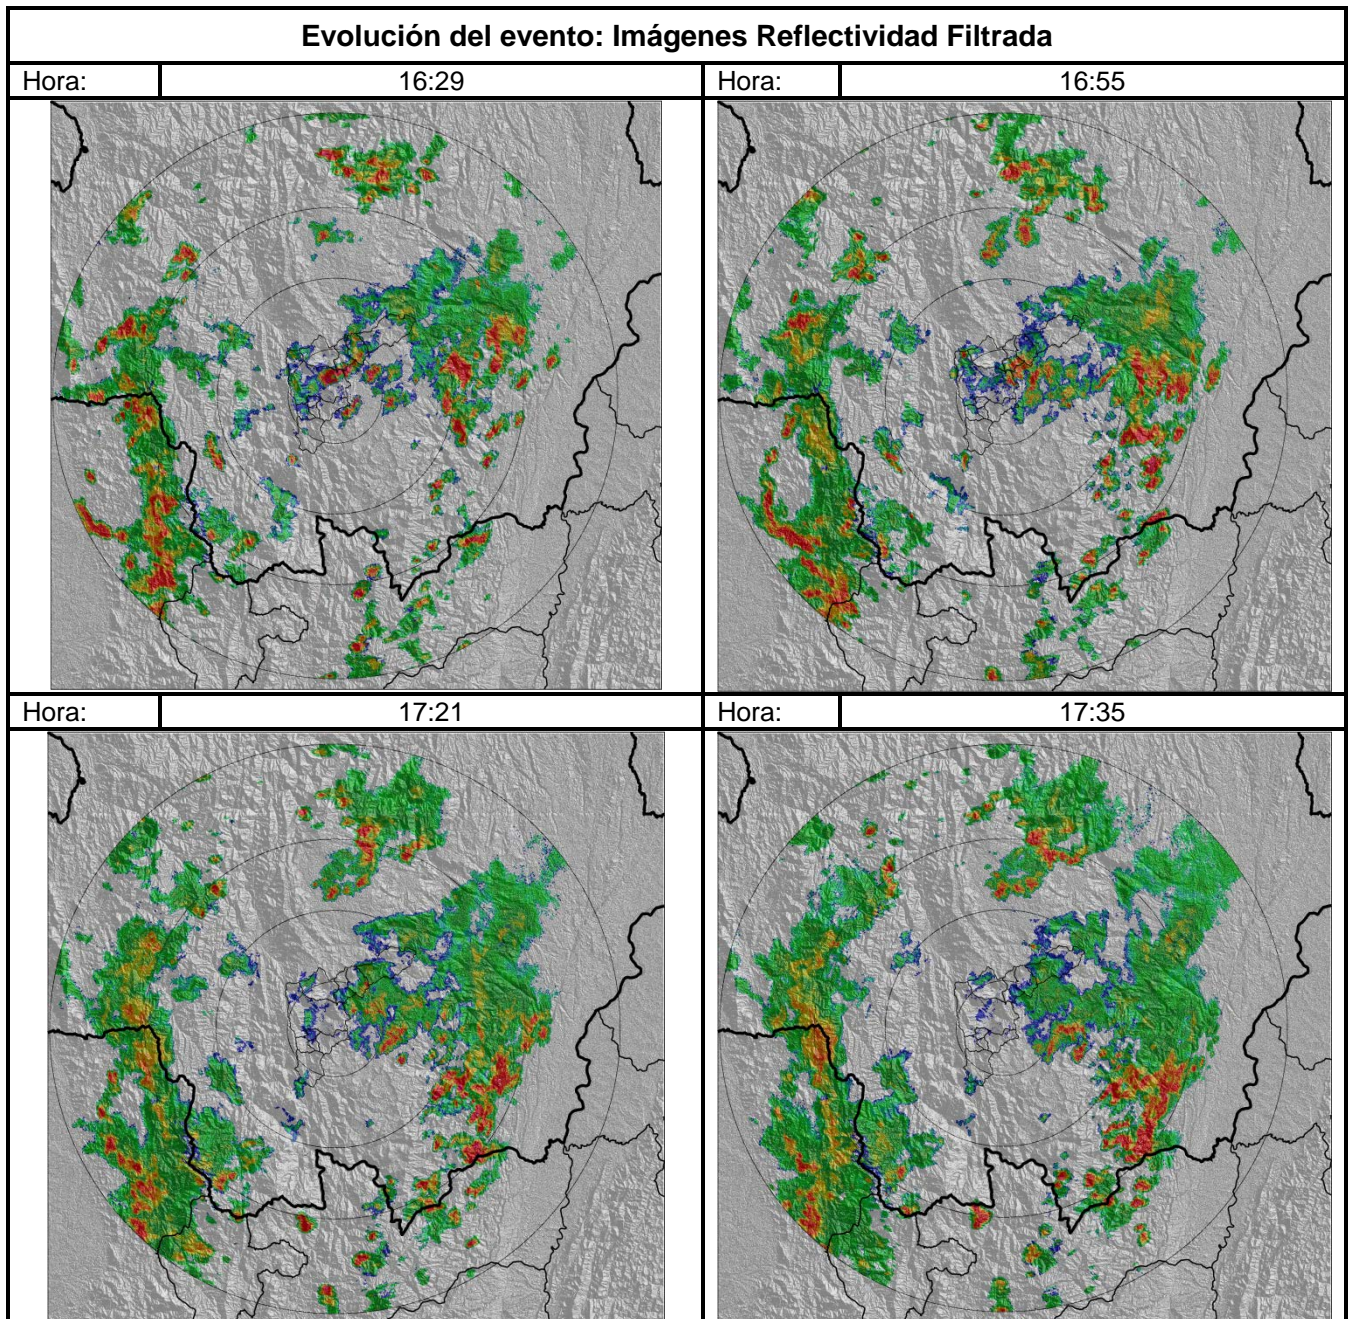 Evolución del evento: Imágenes Reflectividad Filtrada
Hora: 16:29 Hora: 16:55
Hora: 17:21 Hora: 17:35